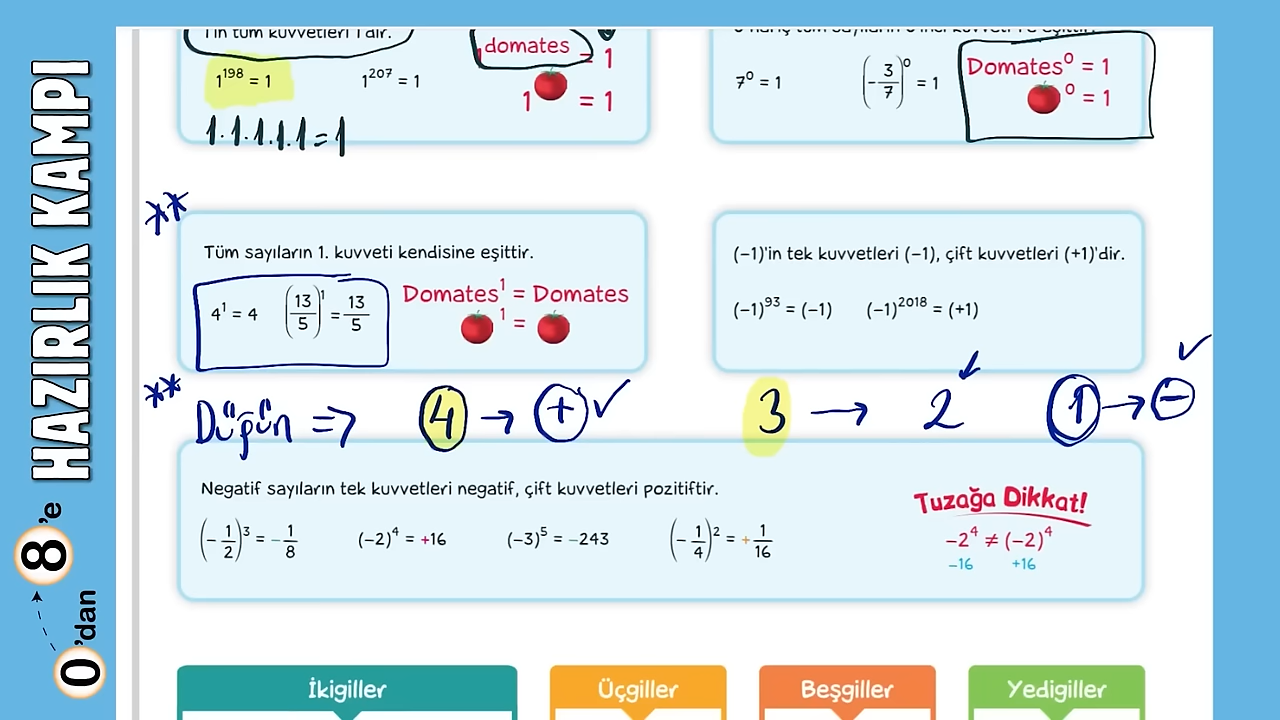 0'dan 8'e HAZIRLIK KAMPI
1'in tüm kuvvetleri 1'dir.
1^198 = 1
1^207 = 1
1^domates = 1
1^🍅 = 1
1.1.1.1.1=1
7^0 = 1
(-3/7)^0 = 1
Domates^0 = 1
🍅^0 = 1
**
Tüm sayıların 1. kuvveti kendisine eşittir.
4^1 = 4
(13/5)^1 = 13/5
Domates^1 = Domates
🍅^1 = 🍅
(-1)'in tek kuvvetleri (-1), çift kuvvetleri (+1)'dir.
(-1)^93 = (-1)
(-1)^2018 = (+1)
**
Düğün => 4 → + ✓
3 → 2 ↙ 1 → - ✓
Negatif sayıların tek kuvvetleri negatif, çift kuvvetleri pozitiftir.
(-1/2)^3 = -1/8
(-2)^4 = +16
(-3)^5 = -243
(-1/4)^2 = +1/16
Tuzağa Dikkat!
-2^4 ≠ (-2)^4
-16 +16
İkigiller
Üçgiller
Beşgiller
Yedigiller